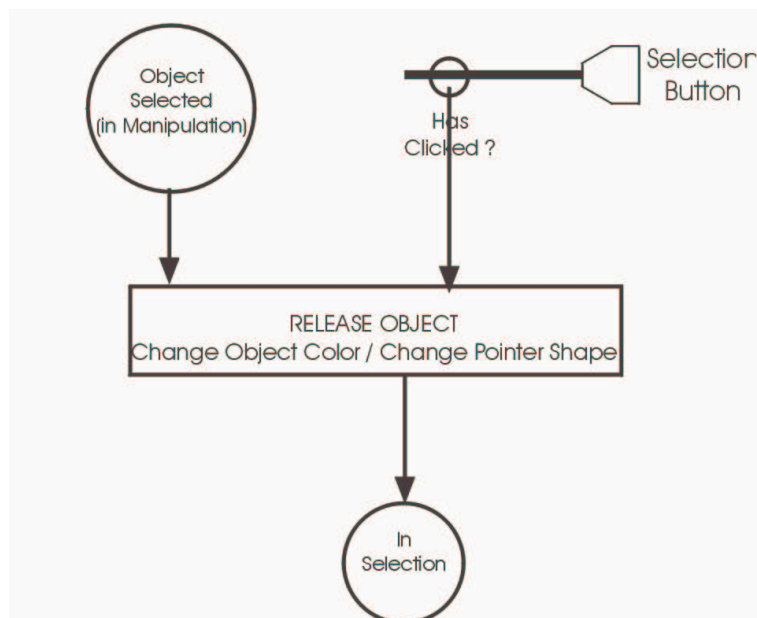 Object
Selected
(in Manipulation)
Selection
Button
Has
Clicked ?
RELEASE OBJECT
Change Object Color / Change Pointer Shape
In
Selection